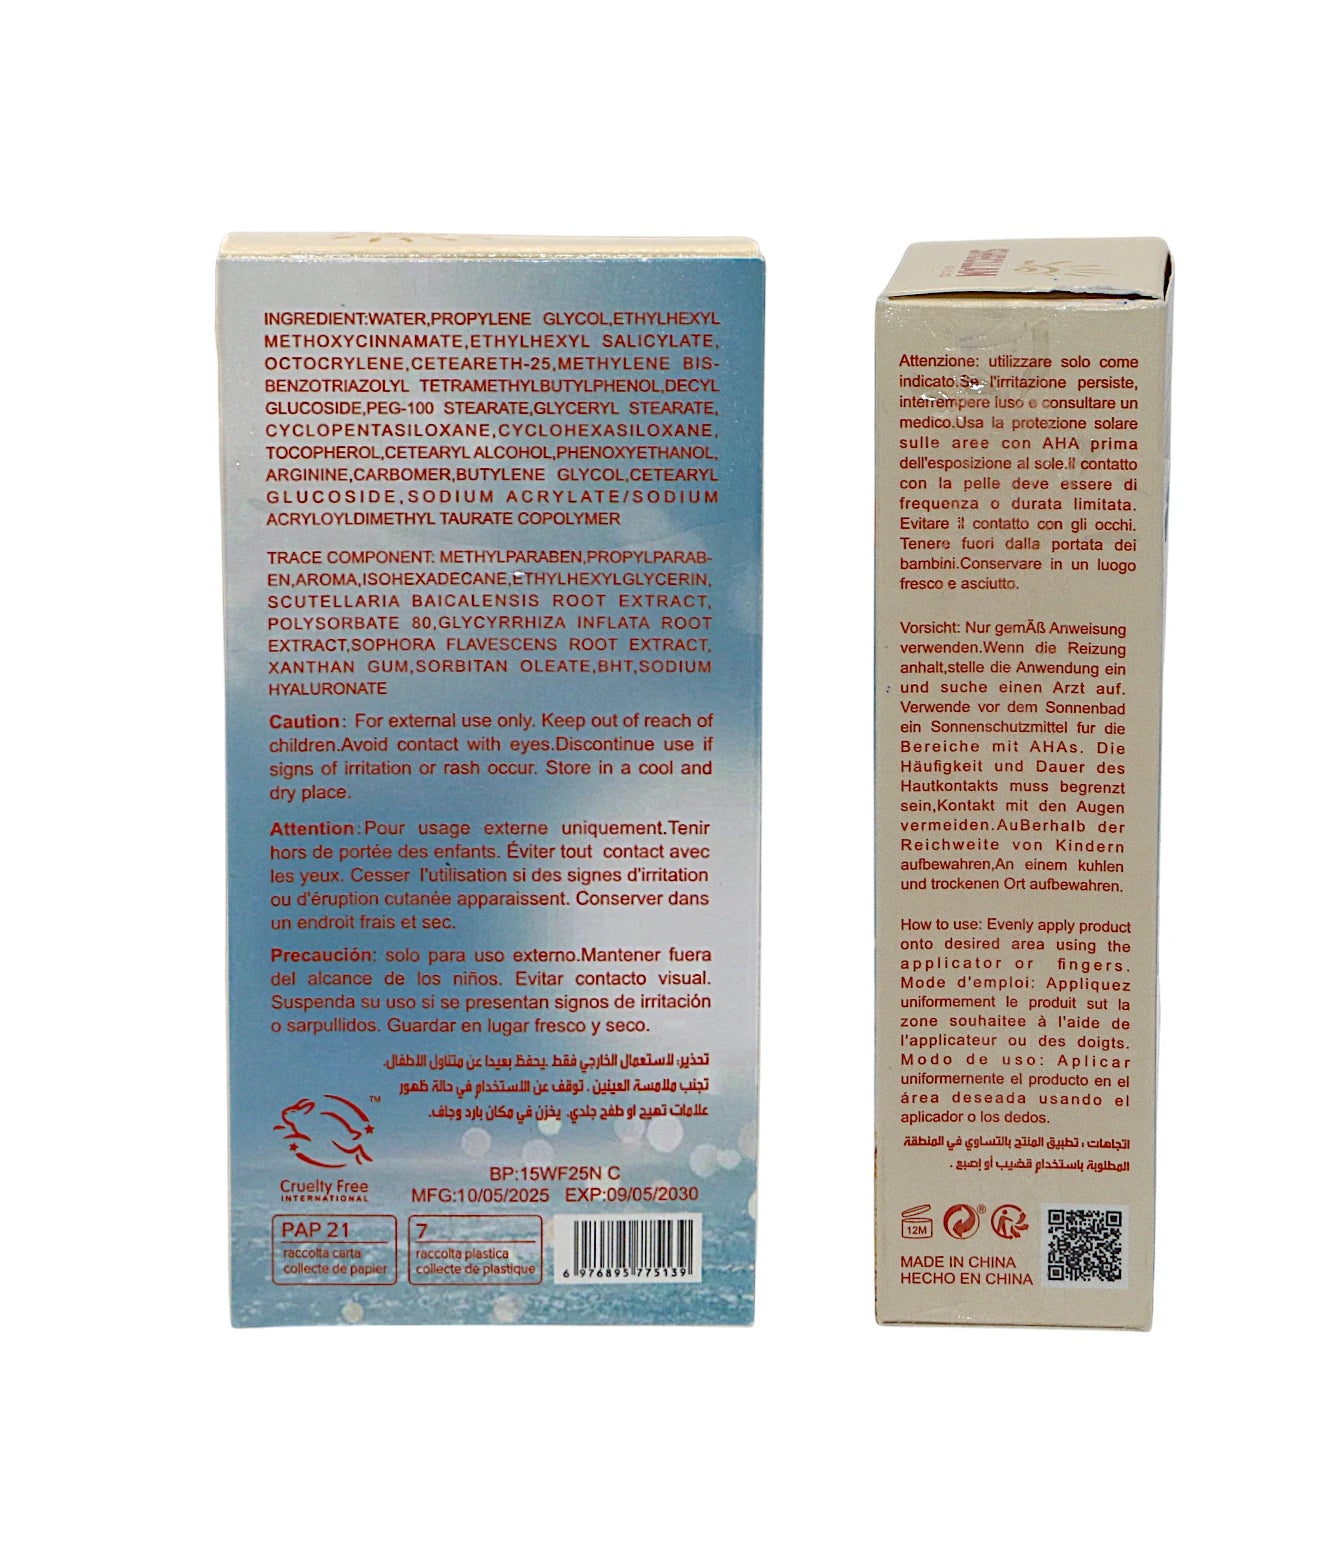 INGREDIENT:WATER,PROPYLENE GLYCOL,ETHYLHEXYL
METHOXYCINNAMATE,ETHYLHEXYL SALICYLATE,
OCTOCRYLENE,CETEARETH-25,METHYLENE BIS-
BENZOTRIAZOLYL TETRAMETHYLBUTYLPHENOL,DECYL
GLUCOSIDE,PEG-100 STEARATE,GLYCERYL STEARATE,
CYCLOPENTASILOXANE,CYCLOHEXASILOXANE,
TOCOPHEROL,CETEARYL ALCOHOL,PHENOXYETHANOL,
ARGININE,CARBOMER,BUTYLENE GLYCOL,CETEARYL
GLUCOSIDE,SODIUM ACRYLATE/SODIUM
ACRYLOYLDIMETHYL TAURATE COPOLYMER
TRACE COMPONENT: METHYLPARABEN,PROPYLPARAB-
EN,AROMA,ISOHEXADECANE,ETHYLHEXYLGLYCERIN,
SCUTELLARIA BAICALENSIS ROOT EXTRACT,
POLYSORBATE 80,GLYCYRRHIZA INFLATA ROOT
EXTRACT,SOPHORA FLAVESCENS ROOT EXTRACT,
XANTHAN GUM,SORBITAN OLEATE,BHT,SODIUM
HYALURONATE
Caution: For external use only. Keep out of reach of
children.Avoid contact with eyes.Discontinue use if
signs of irritation or rash occur. Store in a cool and
dry place.
Attention:Pour usage externe uniquement.Tenir
hors de portée des enfants. Éviter tout contact avec
les yeux. Cesser l'utilisation si des signes d'irritation
ou d'éruption cutanée apparaissent. Conserver dans
un endroit frais et sec.
Precaución: solo para uso externo.Mantener fuera
del alcance de los niños. Evitar contacto visual.
Suspenda su uso si se presentan signos de irritación
o sarpullidos. Guardar en lugar fresco y seco.
تحذير: لاستعمال الخارجي فقط .يحفظ بعيدا عن متناول الاطفال.
تجنب ملامسة العينين . توقف عن الاستخدام في حالة ظهور
علامات تهيج او طفح جلدي. يخزن في مكان بارد وجاف.
TM
Cruelty Free
INTERNATIONAL
BP:15WF25N C
MFG:10/05/2025 EXP:09/05/2030
PAP 21
raccolta carta
collecte de papier
7
raccolta plastica
collecte de plastique
6 976895 775139
Attenzione: utilizzare solo come
indicato.Se l'irritazione persiste,
interrempere luso e consultare un
medico.Usa la protezione solare
sulle aree con AHA prima
dell'esposizione al sole.il contatto
con la pelle deve essere di
frequenza o durata limitata.
Evitare il contatto con gli occhi.
Tenere fuori dalla portata dei
bambini.Conservare in un luogo
fresco e asciutto.
Vorsicht: Nur gemÃß Anweisung
verwenden.Wenn die Reizung
anhalt,stelle die Anwendung ein
und suche einen Arzt auf.
Verwende vor dem Sonnenbad
ein Sonnenschutzmittel fur die
Bereiche mit AHAs. Die
Häufigkeit und Dauer des
Hautkontakts muss begrenzt
sein,Kontakt mit den Augen
vermeiden.AuBerhalb der
Reichweite von Kindern
aufbewahren,An einem kuhlen
und trockenen Ort aufbewahren.
How to use: Evenly apply product
onto desired area using the
applicator or fingers.
Mode d'emploi: Appliquez
uniformement le produit sut la
zone souhaitee à l'aide de
l'applicateur ou des doigts.
Modo de uso: Aplicar
uniformernente el producto en el
área deseada usando el
aplicador o los dedos.
اتجاهات ، تطبيق المنتج بالتساوي في المنطقة
المطلوبة باستخدام قضيب أو إصبع .
12M
®
MADE IN CHINA
HECHO EN CHINA